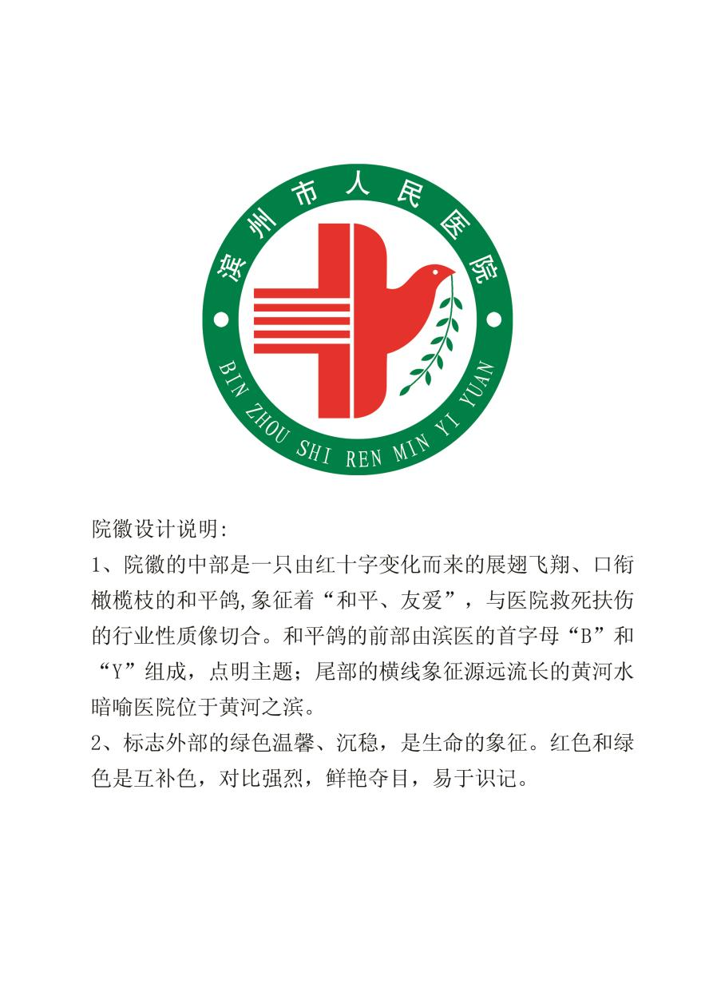 滨州市人民医院
BIN ZHOU SHI REN MIN YI YUAN
院徽设计说明:
1、院徽的中部是一只由红十字变化而来的展翅飞翔、口衔
橄榄枝的和平鸽,象征着“和平、友爱”，与医院救死扶伤
的行业性质像切合。和平鸽的前部由滨医的首字母“B”和
“Y”组成，点明主题；尾部的横线象征源远流长的黄河水
暗喻医院位于黄河之滨。
2、标志外部的绿色温馨、沉稳，是生命的象征。红色和绿
色是互补色，对比强烈，鲜艳夺目，易于识记。